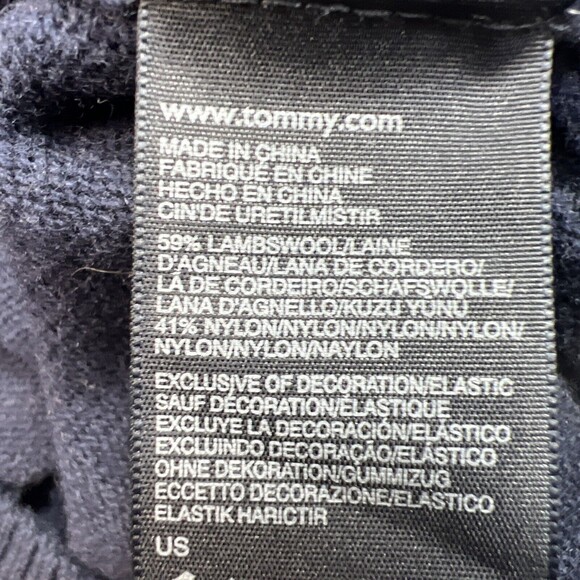 www.tommy.com
MADE IN CHINA
FABRIQUÉ EN CHINE
HECHO EN CHINA
CIN'DE URETILMISTIR
59% LAMBSWOOL/LAINE
D'AGNEAU/LANA DE CORDERO/
LÃ DE CORDEIRO/SCHAFSWOLLE/
LANA D'AGNELLO/KUZU YUNU
41% NYLON/NYLON/NYLON/NYLON/
NYLON/NYLON/NAYLON
EXCLUSIVE OF DECORATION/ELASTIC
SAUF DÉCORATION/ÉLASTIQUE
EXCLUYE LA DECORACIÓN/ELÁSTICO
EXCLUINDO DECORAÇÃO/ELÁSTICO
OHNE DEKORATION/GUMMIZUG
ECCETTO DECORAZIONE/ELASTICO
ELASTIK HARICTIR
US